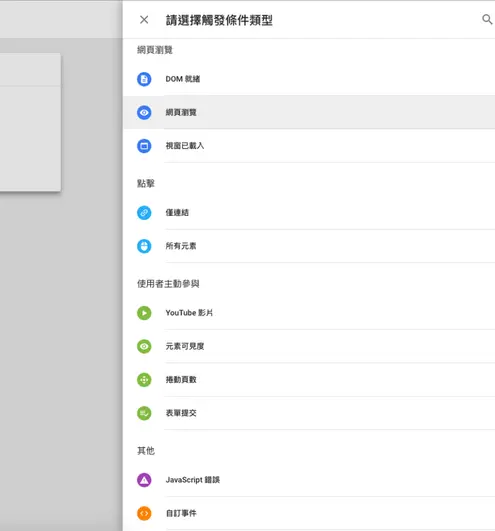 請選擇觸發條件類型
網頁瀏覽
DOM 就緒
網頁瀏覽
視窗已載入
點擊
僅連結
所有元素
使用者主動參與
YouTube 影片
元素可見度
捲動頁數
表單提交
其他
JavaScript 錯誤
自訂事件